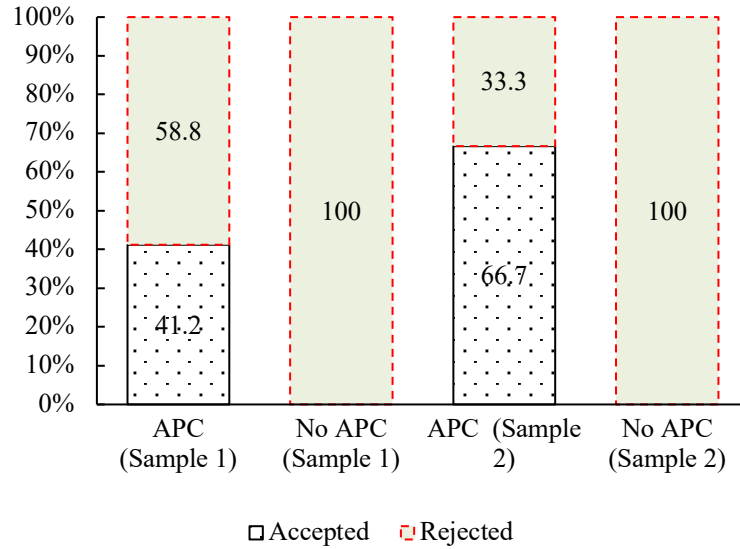 100%
90%
80%
70%
60%
50%
40%
30%
20%
10%
0%
58.8
41.2
100
33.3
66.7
100
APC
(Sample 1)
No APC
(Sample 1)
APC (Sample
2)
No APC
(Sample 2)
Accepted
Rejected